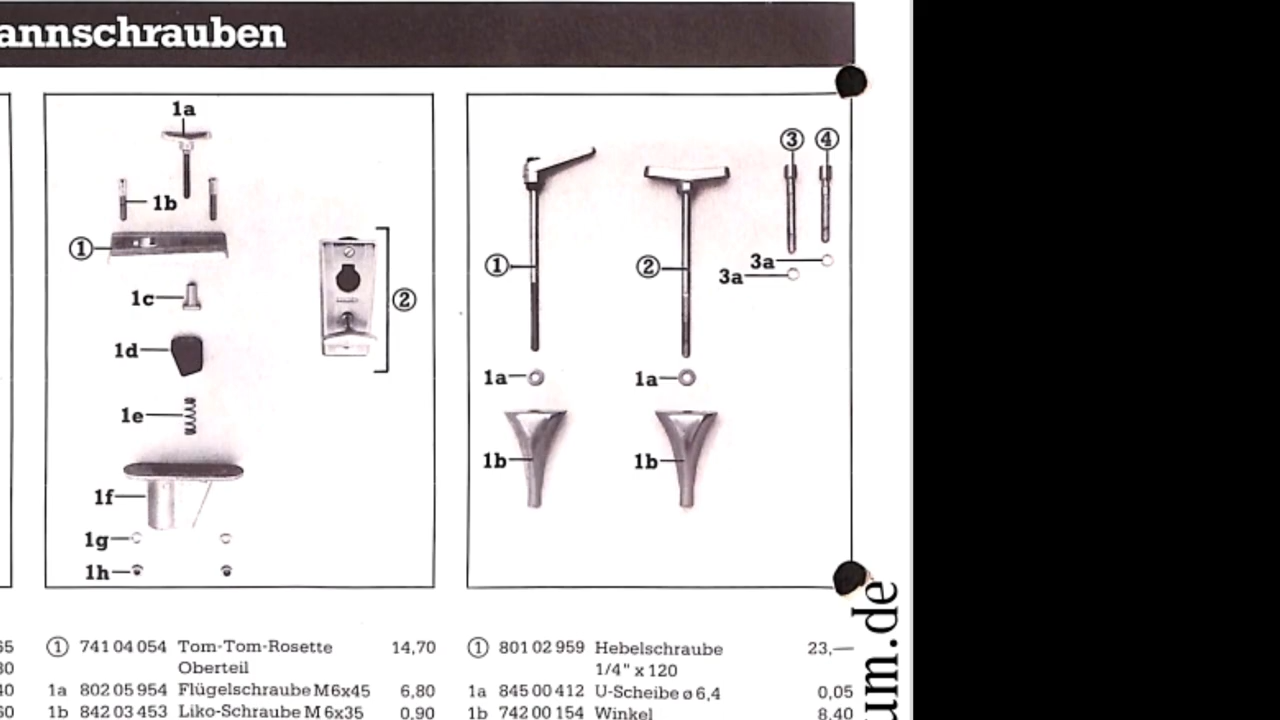 annschrauben
1a
1b
①
1c
②
1d
1e
1f
1g
1h
③ ④
① ②
3a
3a
1a 1a
1b 1b
um.de
① 741 04 054 Tom-Tom-Rosette 14,70
Oberteil
1a 802 05 954 Flügelschraube M6x45 6,80
1b 842 03 453 Liko-Schraube M 6x35 0,90
① 801 02 959 Hebelschraube 23,—
1/4" x 120
1a 845 00 412 U-Scheibe ø 6,4 0,05
1b 742 00 154 Winkel 8,40